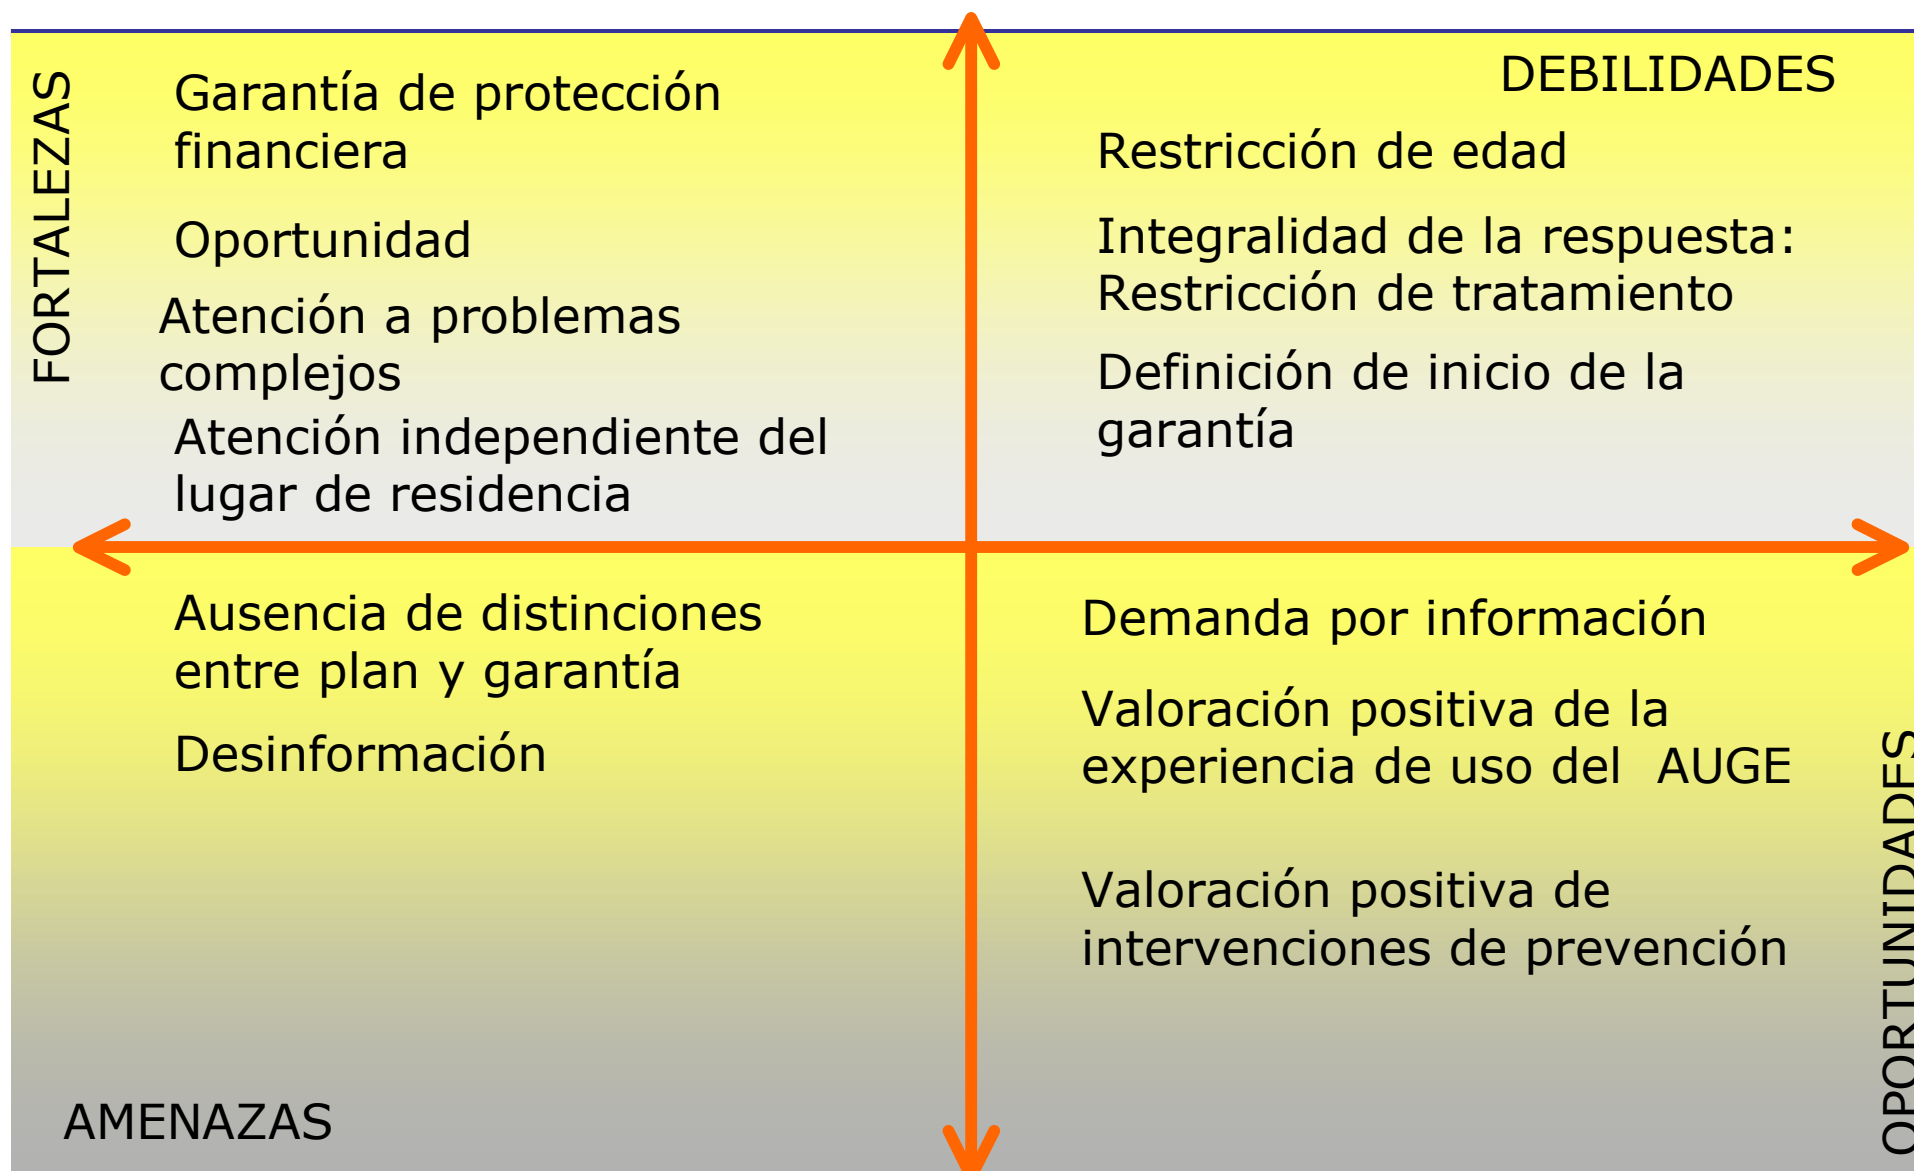 FORTALEZAS
Garantía de protección
financiera
Oportunidad
Atención a problemas
complejos
Atención independiente del
lugar de residencia
DEBILIDADES
Restricción de edad
Integralidad de la respuesta:
Restricción de tratamiento
Definición de inicio de la
garantía
Ausencia de distinciones
entre plan y garantía
Desinformación
AMENAZAS
Demanda por información
Valoración positiva de la
experiencia de uso del  AUGE
Valoración positiva de
intervenciones de prevención
OPORTUNIDADES